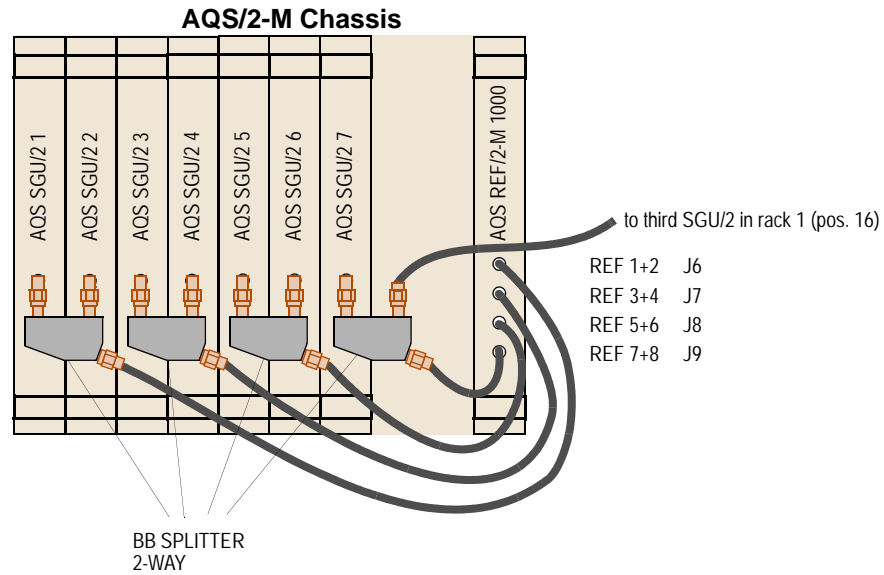 AQS/2-M Chassis
AQS SGU/2 1
AQS SGU/2 2
AQS SGU/2 3
AQS SGU/2 4
AQS SGU/2 5
AQS SGU/2 6
AQS SGU/2 7
AQS REF/2-M 1000
to third SGU/2 in rack 1 (pos. 16)
REF 1+2 J6
REF 3+4 J7
REF 5+6 J8
REF 7+8 J9
BB SPLITTER
2-WAY